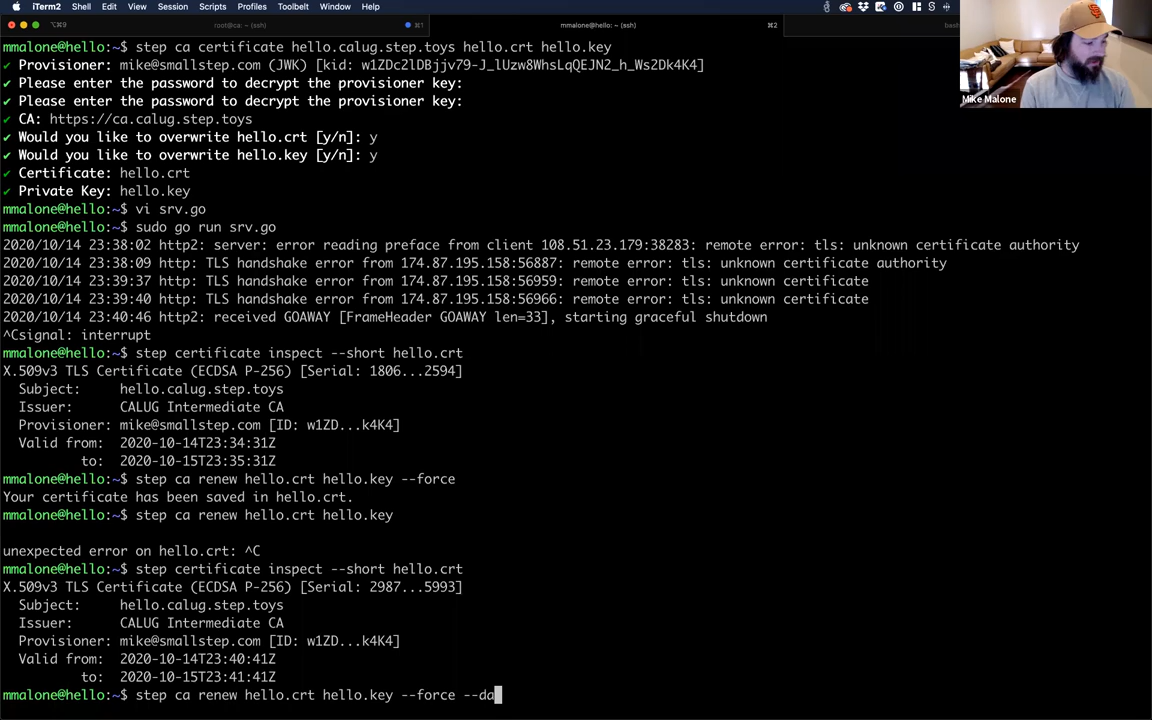 iTerm2 Shell Edit View Session Scripts Profiles Toolbelt Window Help
⌥⌘9 root@ca: ~ (ssh) ⌘1 mmalone@hello: ~ (ssh) ⌘2
mmalone@hello:~$ step ca certificate hello.calug.step.toys hello.crt hello.key
✔ Provisioner: mike@smallstep.com (JWK) [kid: w1ZDc2lDBjjv79-J_lUzw8WhsLqQEJN2_h_Ws2Dk4K4]
✔ Please enter the password to decrypt the provisioner key:
✔ Please enter the password to decrypt the provisioner key:
✔ CA: https://ca.calug.step.toys
✔ Would you like to overwrite hello.crt [y/n]: y
✔ Would you like to overwrite hello.key [y/n]: y
✔ Certificate: hello.crt
✔ Private Key: hello.key
mmalone@hello:~$ vi srv.go
mmalone@hello:~$ sudo go run srv.go
2020/10/14 23:38:02 http2: server: error reading preface from client 108.51.23.179:38283: remote error: tls: unknown certificate authority
2020/10/14 23:38:09 http: TLS handshake error from 174.87.195.158:56887: remote error: tls: unknown certificate authority
2020/10/14 23:39:37 http: TLS handshake error from 174.87.195.158:56959: remote error: tls: unknown certificate
2020/10/14 23:39:40 http: TLS handshake error from 174.87.195.158:56966: remote error: tls: unknown certificate
2020/10/14 23:40:46 http2: received GOAWAY [FrameHeader GOAWAY len=33], starting graceful shutdown
^Csignal: interrupt
mmalone@hello:~$ step certificate inspect --short hello.crt
X.509v3 TLS Certificate (ECDSA P-256) [Serial: 1806...2594]
Subject: hello.calug.step.toys
Issuer: CALUG Intermediate CA
Provisioner: mike@smallstep.com [ID: w1ZD...k4K4]
Valid from: 2020-10-14T23:34:31Z
to: 2020-10-15T23:35:31Z
mmalone@hello:~$ step ca renew hello.crt hello.key --force
Your certificate has been saved in hello.crt.
mmalone@hello:~$ step ca renew hello.crt hello.key
unexpected error on hello.crt: ^C
mmalone@hello:~$ step certificate inspect --short hello.crt
X.509v3 TLS Certificate (ECDSA P-256) [Serial: 2987...5993]
Subject: hello.calug.step.toys
Issuer: CALUG Intermediate CA
Provisioner: mike@smallstep.com [ID: w1ZD...k4K4]
Valid from: 2020-10-14T23:40:41Z
to: 2020-10-15T23:41:41Z
mmalone@hello:~$ step ca renew hello.crt hello.key --force --da
Mike Malone